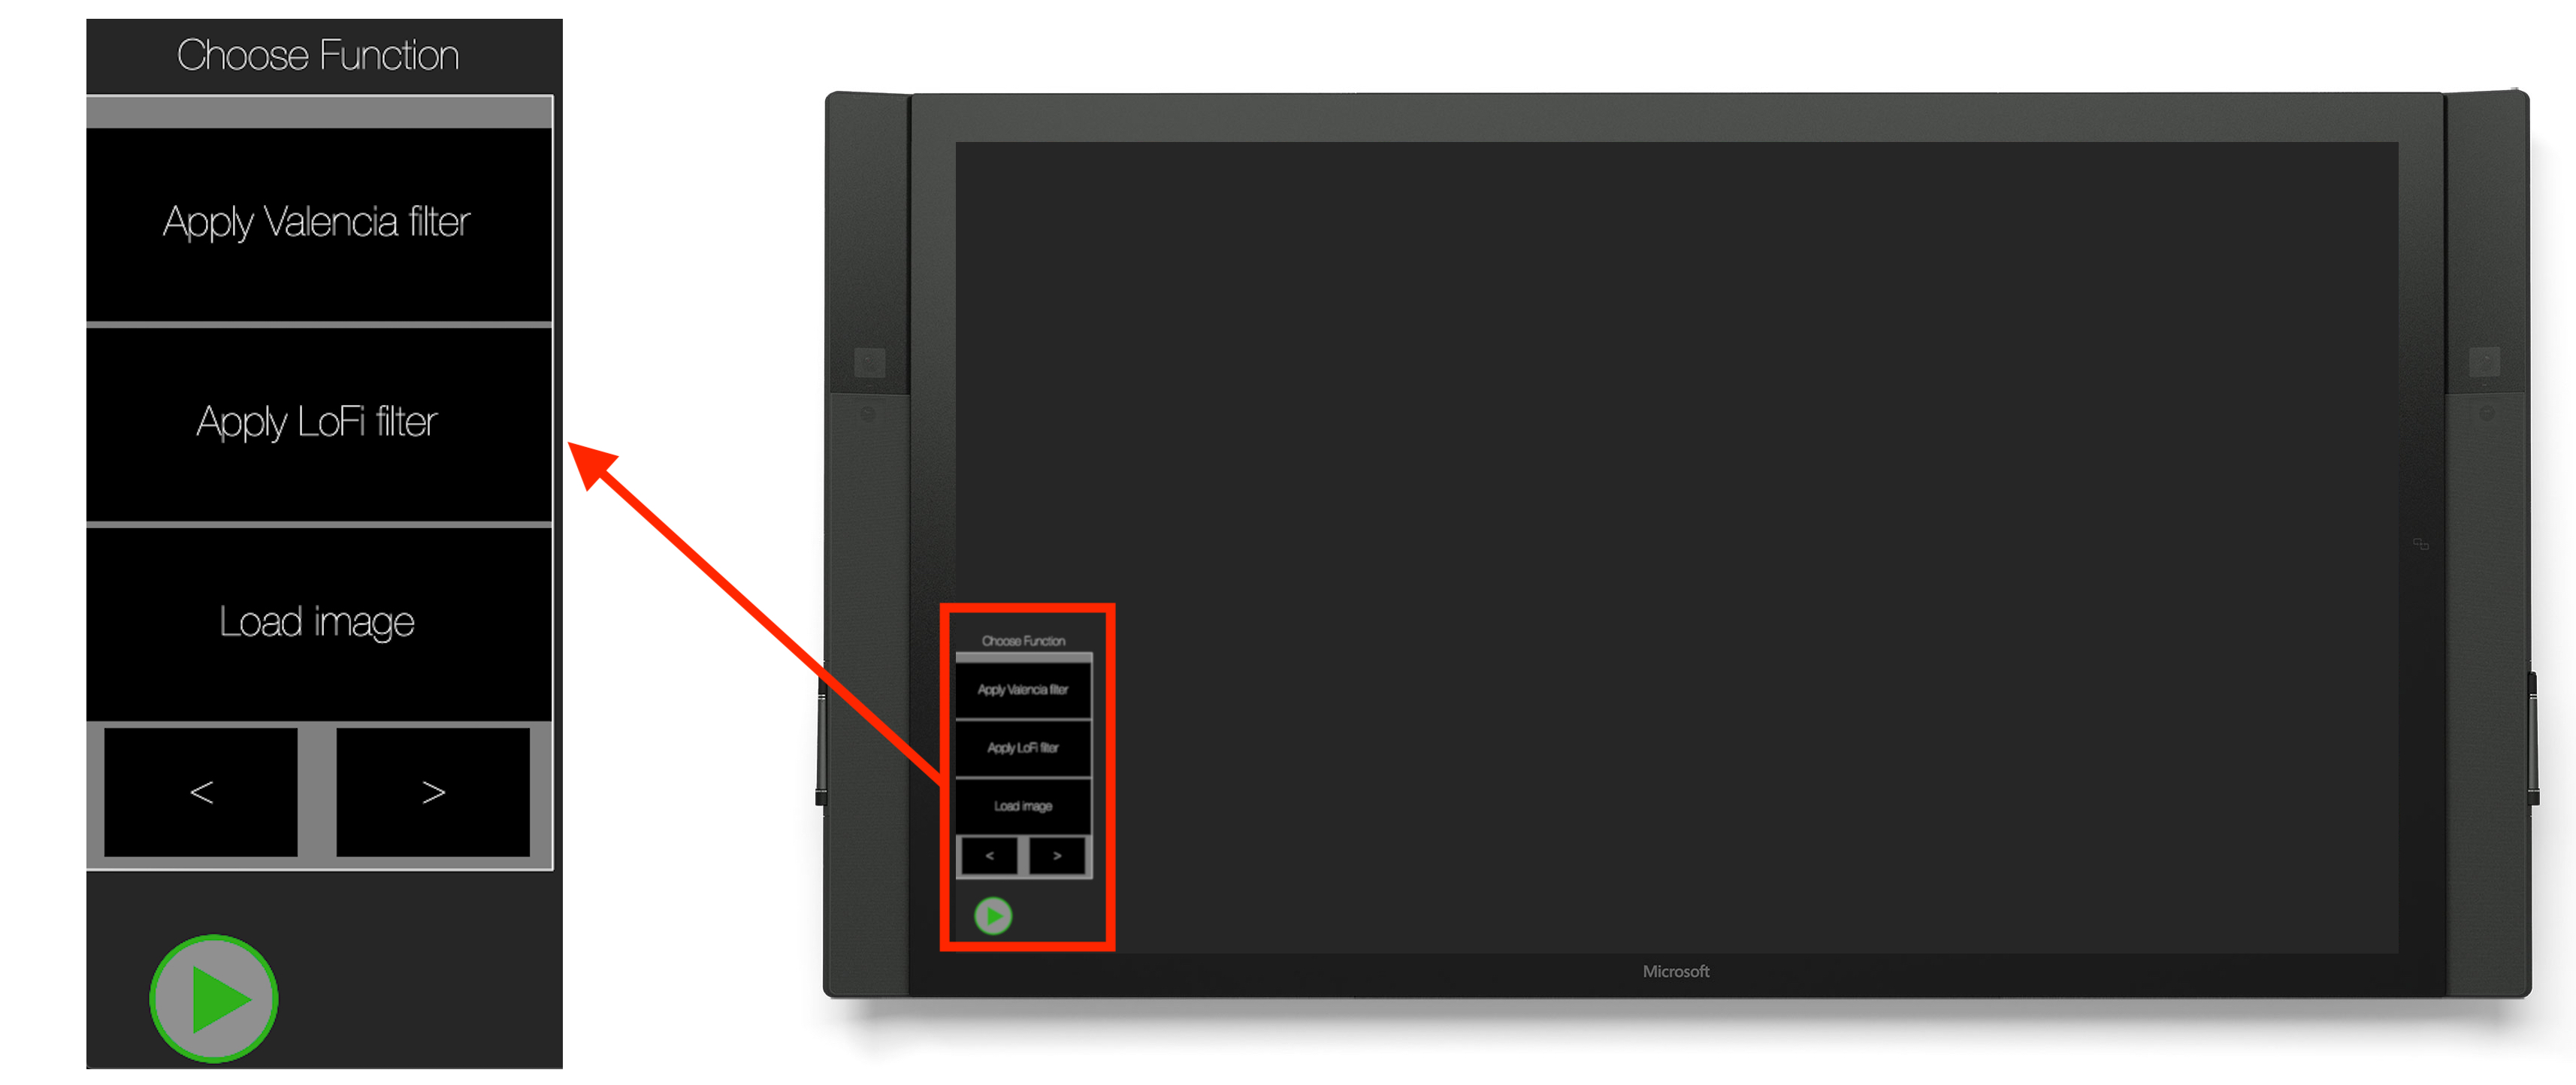 Choose Function
Apply Valencia filter
Apply LoFi filter
Load image
< >
Choose Function
Apply Valencia filter
Apply LoFi filter
Load image
< >
Microsoft